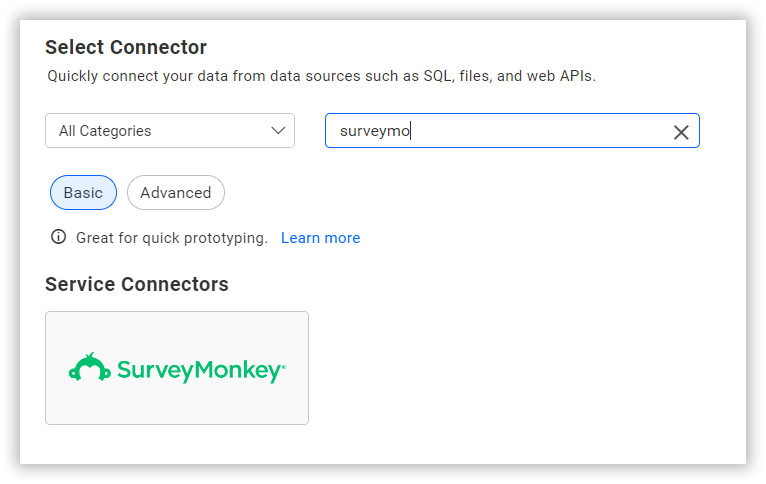 Select Connector
Quickly connect your data from data sources such as SQL, files, and web APIs.
All Categories
surveymo
Basic
Advanced
Great for quick prototyping. Learn more
Service Connectors
SurveyMonkey